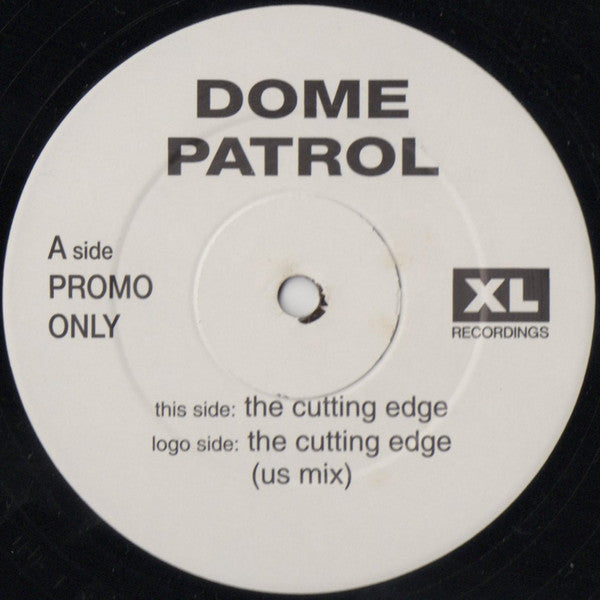 DOME
PATROL
A side
PROMO
ONLY
XL
RECORDINGS
this side: the cutting edge
logo side: the cutting edge
(us mix)